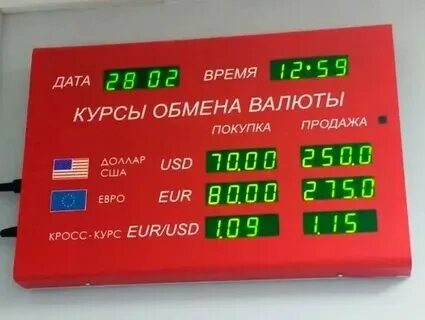 ДАТА 28 02 ВРЕМЯ 12:59
КУРСЫ ОБМЕНА ВАЛЮТЫ
ПОКУПКА ПРОДАЖА
ДОЛЛАР США USD 70.00 250.0
ЕВРО EUR 80.00 275.0
КРОСС-КУРС EUR/USD 1.09 1.15